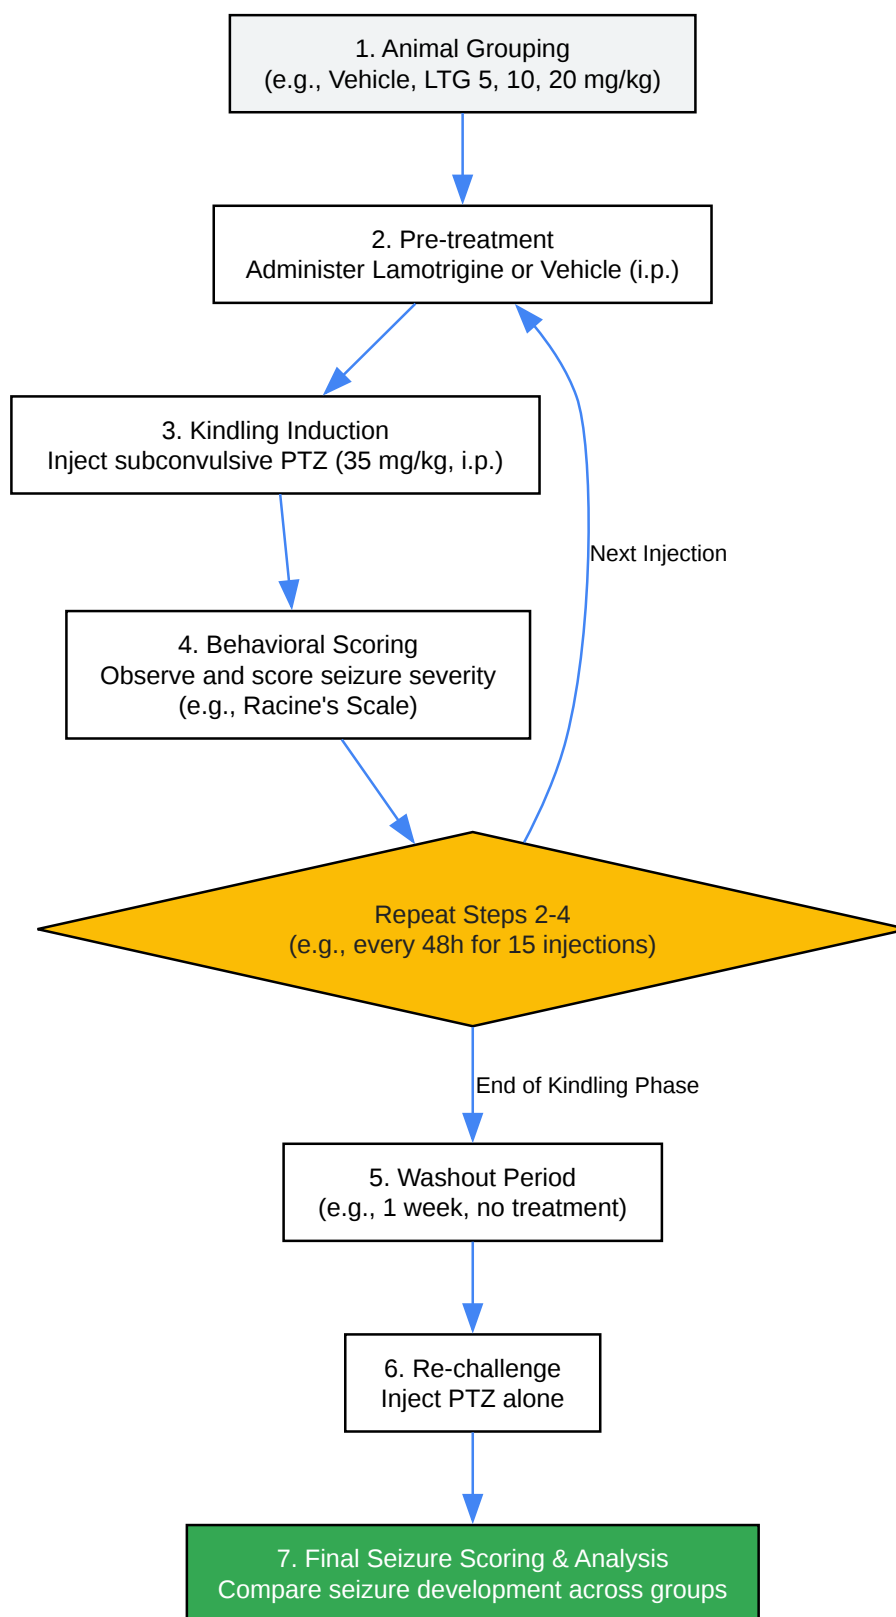 1. Animal Grouping
(e.g., Vehicle, LTG 5, 10, 20 mg/kg)
2. Pre-treatment
Administer Lamotrigine or Vehicle (i.p.)
3. Kindling Induction
Inject subconvulsive PTZ (35 mg/kg, i.p.)
Next Injection
4. Behavioral Scoring
Observe and score seizure severity
(e.g., Racine's Scale)
Repeat Steps 2-4
(e.g., every 48h for 15 injections)
End of Kindling Phase
5. Washout Period
(e.g., 1 week, no treatment)
6. Re-challenge
Inject PTZ alone
7. Final Seizure Scoring & Analysis
Compare seizure development across groups